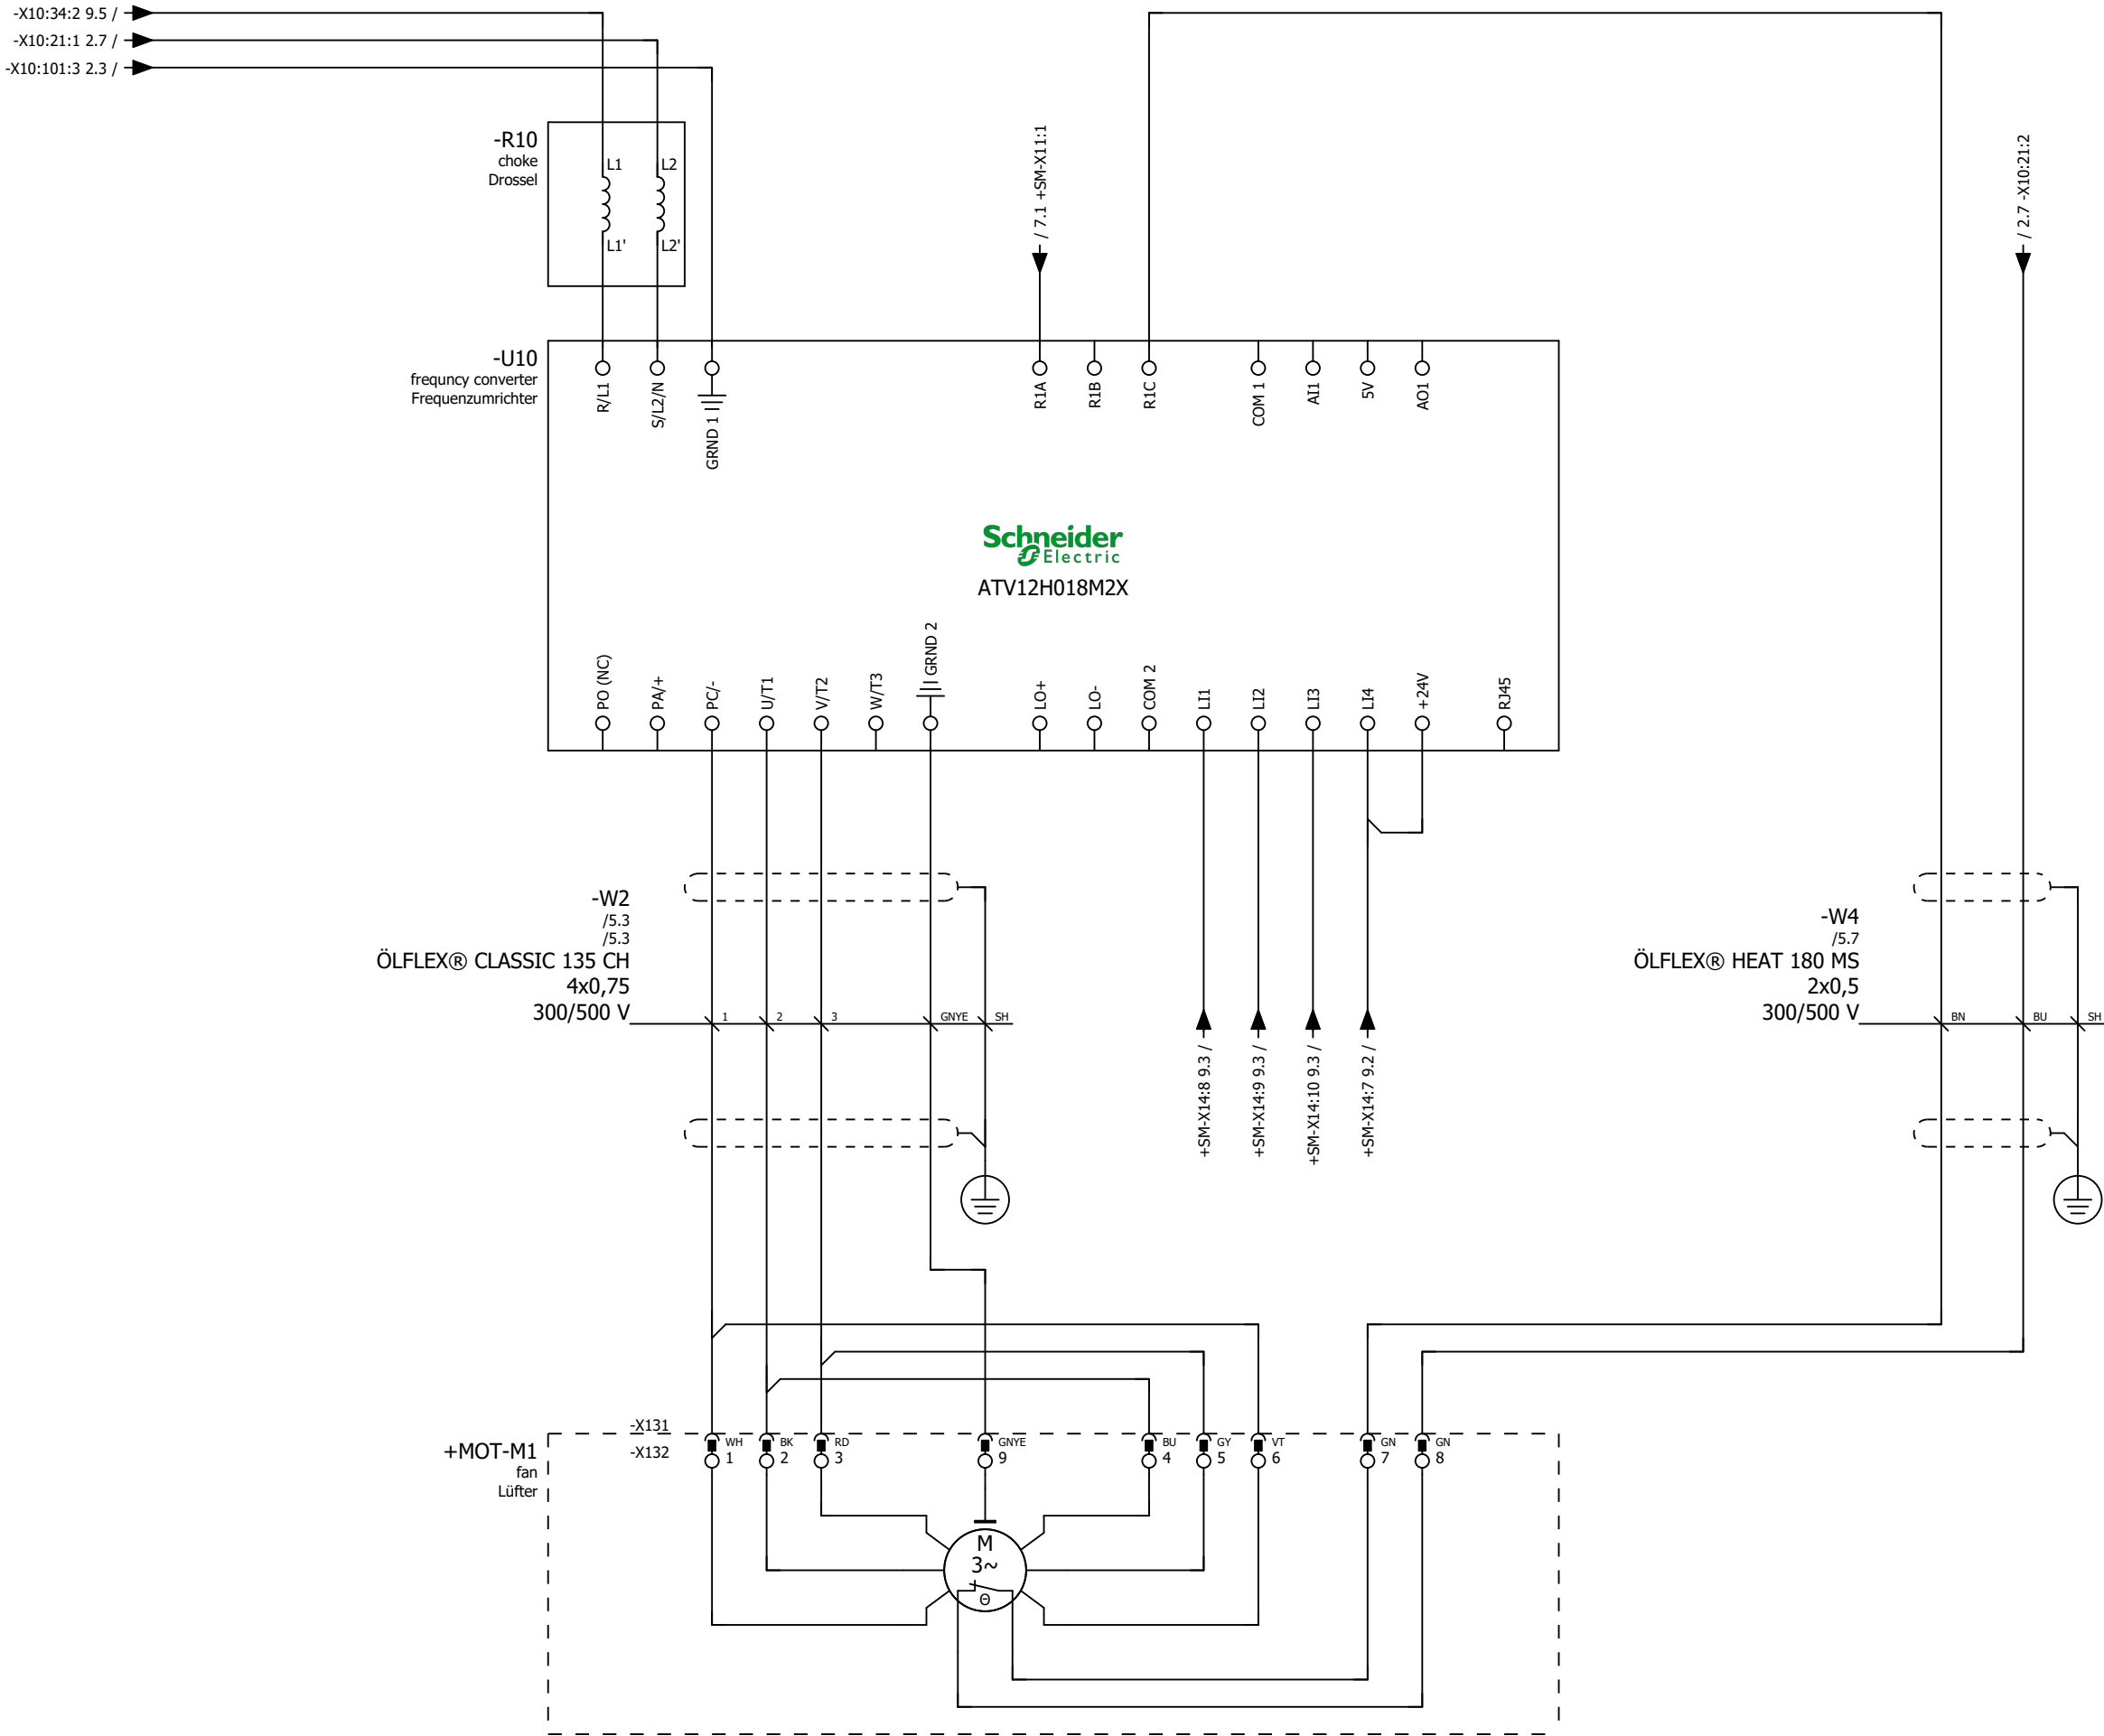 -X10:34:2 9.5 /
-X10:21:1 2.7 /
-X10:101:3 2.3 /
-R10
choke
Drossel
L1
L2
L1'
L2'
/ 7.1 +SM-X11:1
/ 2.7 -X10:21:2
-U10
frequncy converter
Frequenzumrichter
R/L1
S/L2/N
GRND 1
R1A
R1B
R1C
COM 1
AI1
5V
AO1
Schneider
Electric
ATV12H018M2X
PO (NC)
PA/+
PC/-
U/T1
V/T2
W/T3
GRND 2
LO+
LO-
COM 2
LI1
LI2
LI3
LI4
+24V
RJ45
-W2
/5.3
/5.3
ÖLFLEX® CLASSIC 135 CH
4x0,75
300/500 V
1
2
3
GNYE
SH
+SM-X14:8 9.3 /
+SM-X14:9 9.3 /
+SM-X14:10 9.3 /
+SM-X14:7 9.2 /
-W4
/5.7
ÖLFLEX® HEAT 180 MS
2x0,5
300/500 V
BN
BU
SH
+MOT-M1
fan
Lüfter
-X131
-X132
WH
1
BK
2
RD
3
GNYE
9
BU
4
GY
5
VT
6
GN
7
GN
8
M
3~
Θ